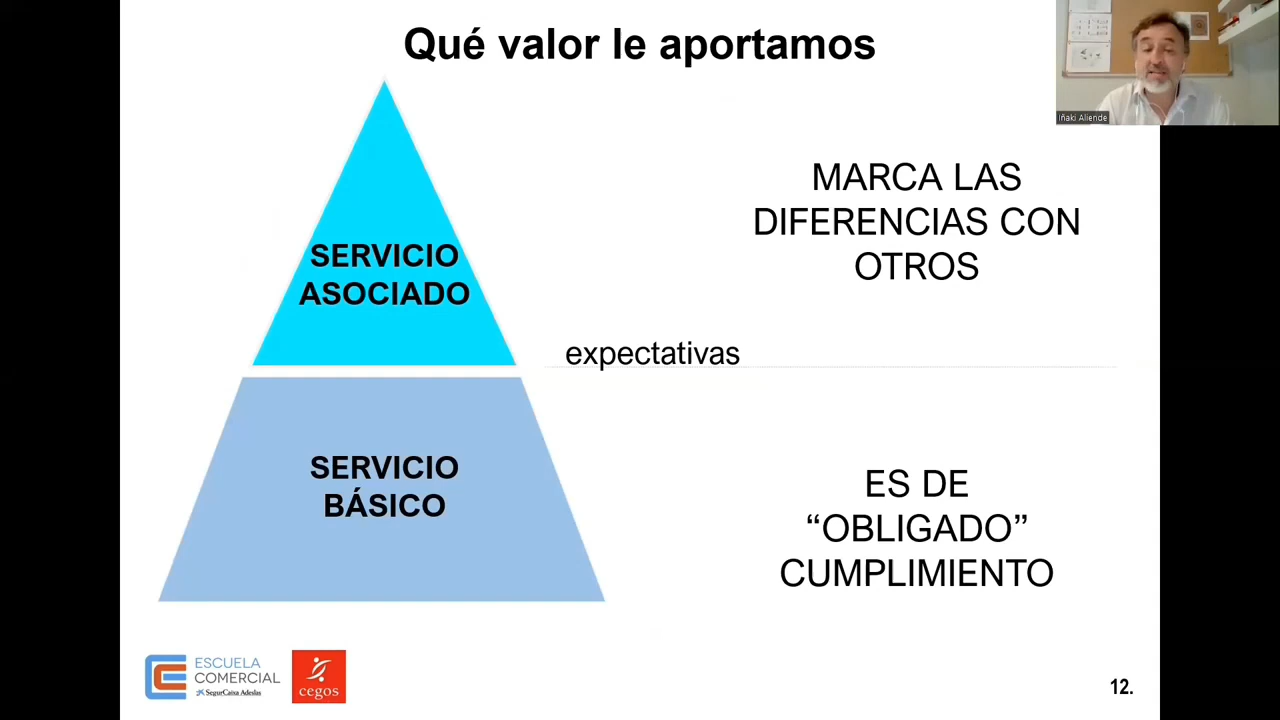 Qué valor le aportamos
Iñaki Aliende
SERVICIO
ASOCIADO
MARCA LAS
DIFERENCIAS CON
OTROS
expectativas
SERVICIO
BÁSICO
ES DE
“OBLIGADO”
CUMPLIMIENTO
ESCUELA
COMERCIAL
SegurCaixa Adeslas
cegos
12.